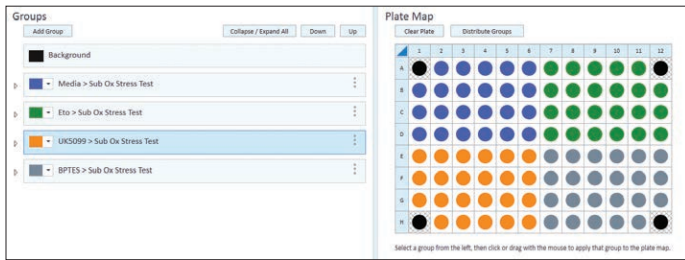 Groups
Add Group Collapse / Expand All Down Up
Background
Media > Sub Ox Stress Test
Eto > Sub Ox Stress Test
UK5099 > Sub Ox Stress Test
BPTES > Sub Ox Stress Test
Plate Map
Clear Plate Distribute Groups
1 2 3 4 5 6 7 8 9 10 11 12
A
B
C
D
E
F
G
H
Select a group from the left, then click or drag with the mouse to apply that group to the plate map.